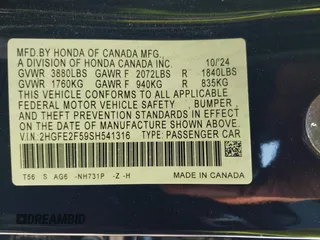 MFD.BY HONDA OF CANADA MFG.,
A DIVISION OF HONDA CANADA INC. 10/'24
GVWR 3880LBS GAWR F 2072LBS R 1840LBS
GVWR 1760KG GAWR F 940KG R 835KG
THIS VEHICLE CONFORMS TO ALL APPLICABLE
FEDERAL MOTOR VEHICLE SAFETY , BUMPER ,
AND THEFT PREVENTION STANDARDS IN EFFECT
ON THE DATE OF MANUFACTURE SHOWN ABOVE.
V.I.N: 2HGFE2F59SH541316 TYPE: PASSENGER CAR
T56 S AG6 -NH731P -Z -H MADE IN CANADA
DREAMBID